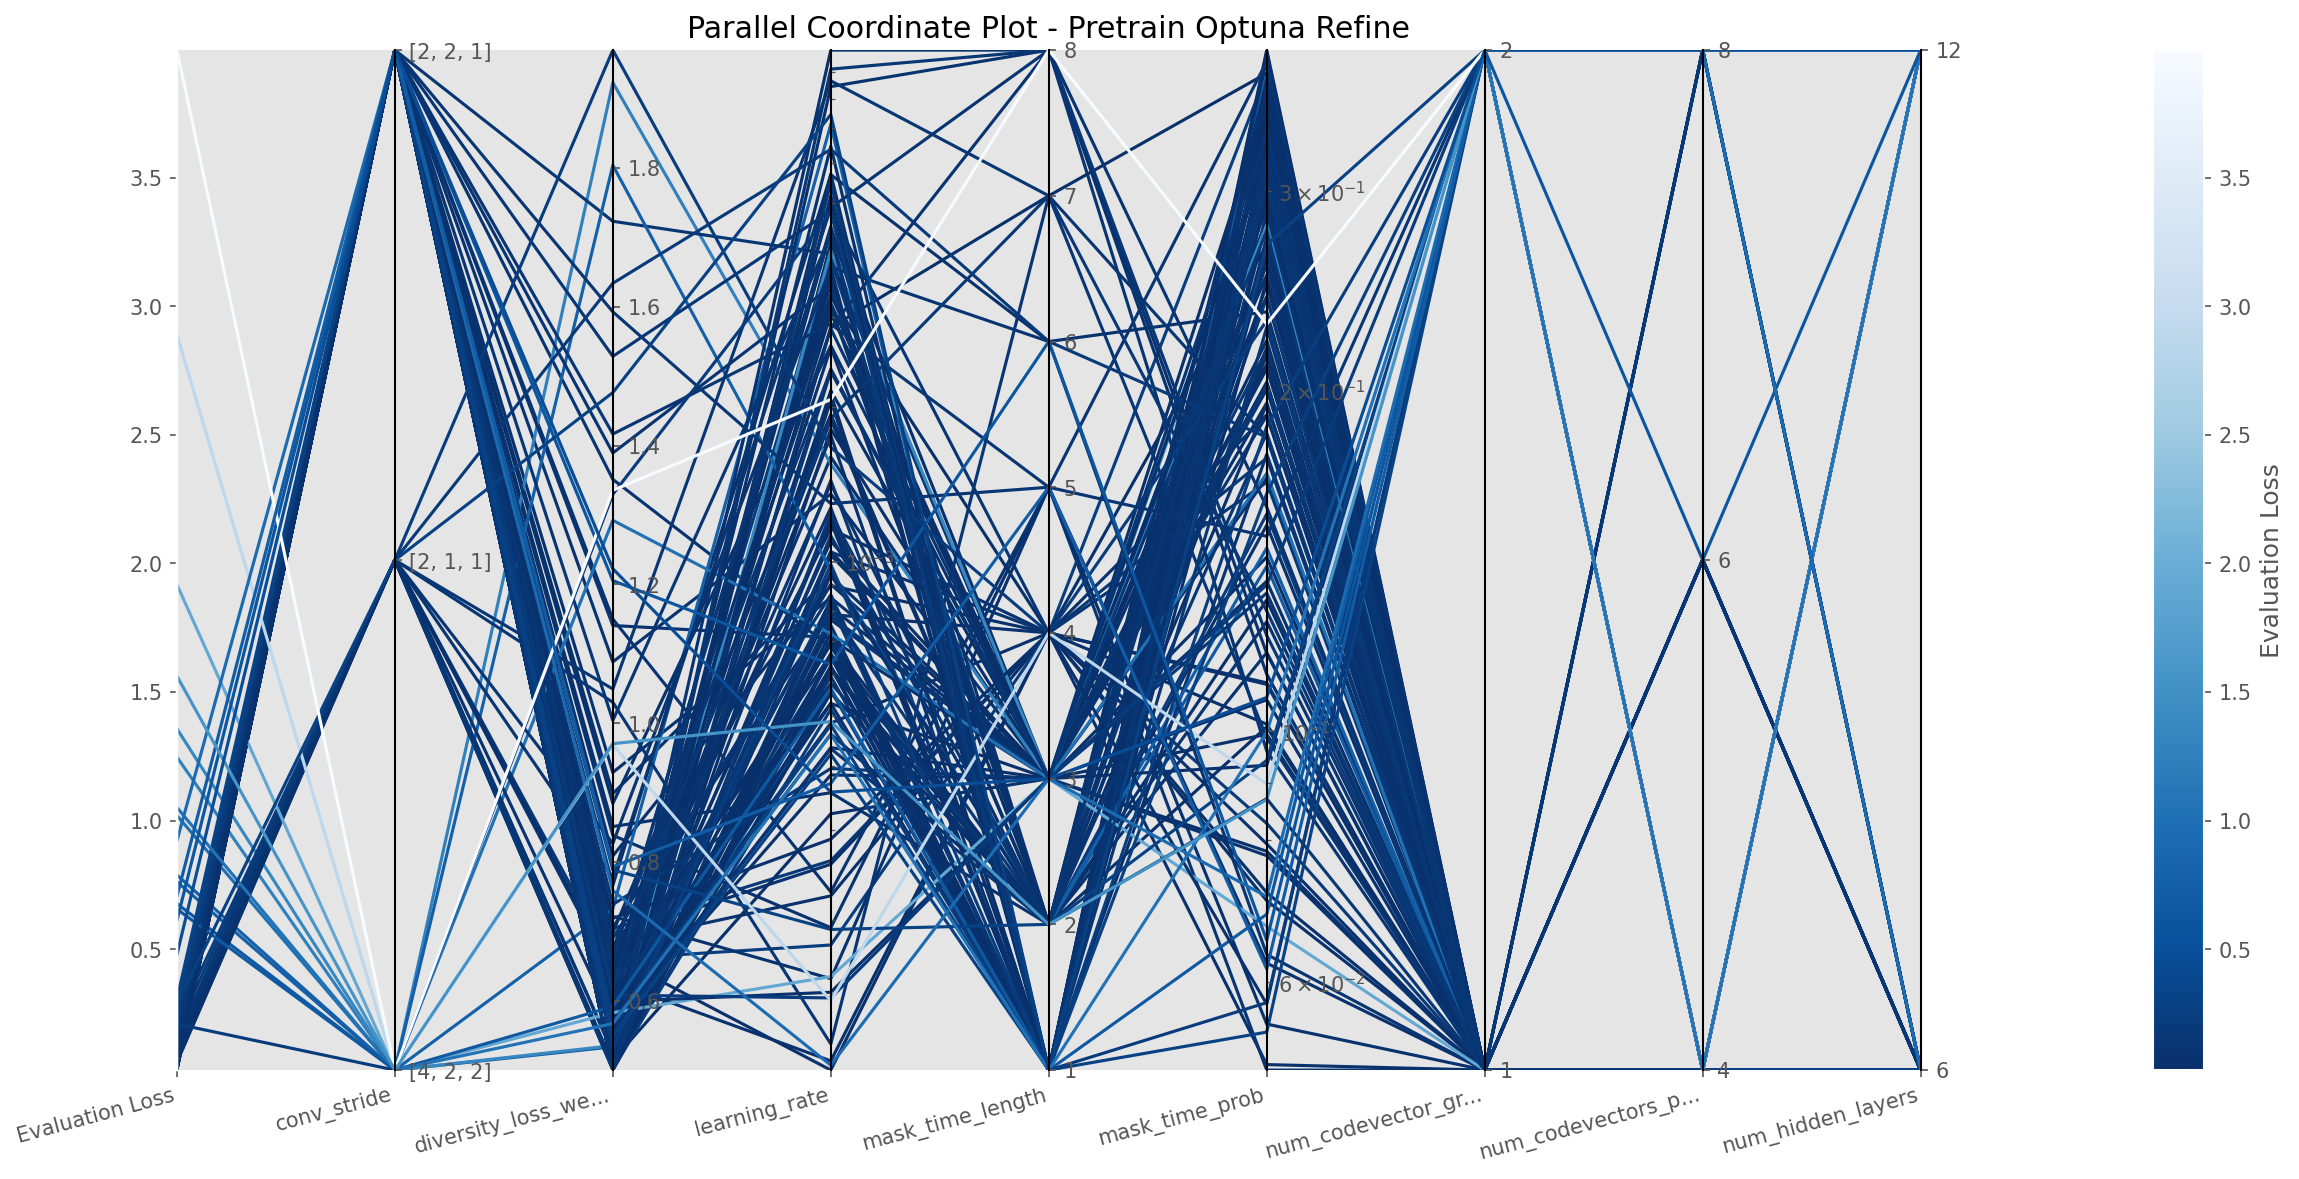 Parallel Coordinate Plot - Pretrain Optuna Refine
3.5
3.0
2.5
2.0
1.5
1.0
0.5
[2, 2, 1]
[2, 1, 1]
[4, 2, 2]
1.8
1.6
1.4
1.2
1.0
0.8
0.6
8
7
6
5
4
3
2
1
3 × 10⁻¹
2 × 10⁻¹
10⁻¹
6 × 10⁻²
2
1
8
6
4
12
6
3.5
3.0
2.5
2.0
1.5
1.0
0.5
Evaluation Loss
Evaluation Loss
conv_stride
diversity_loss_we...
learning_rate
mask_time_length
mask_time_prob
num_codevector_gr...
num_codevectors_p...
num_hidden_layers